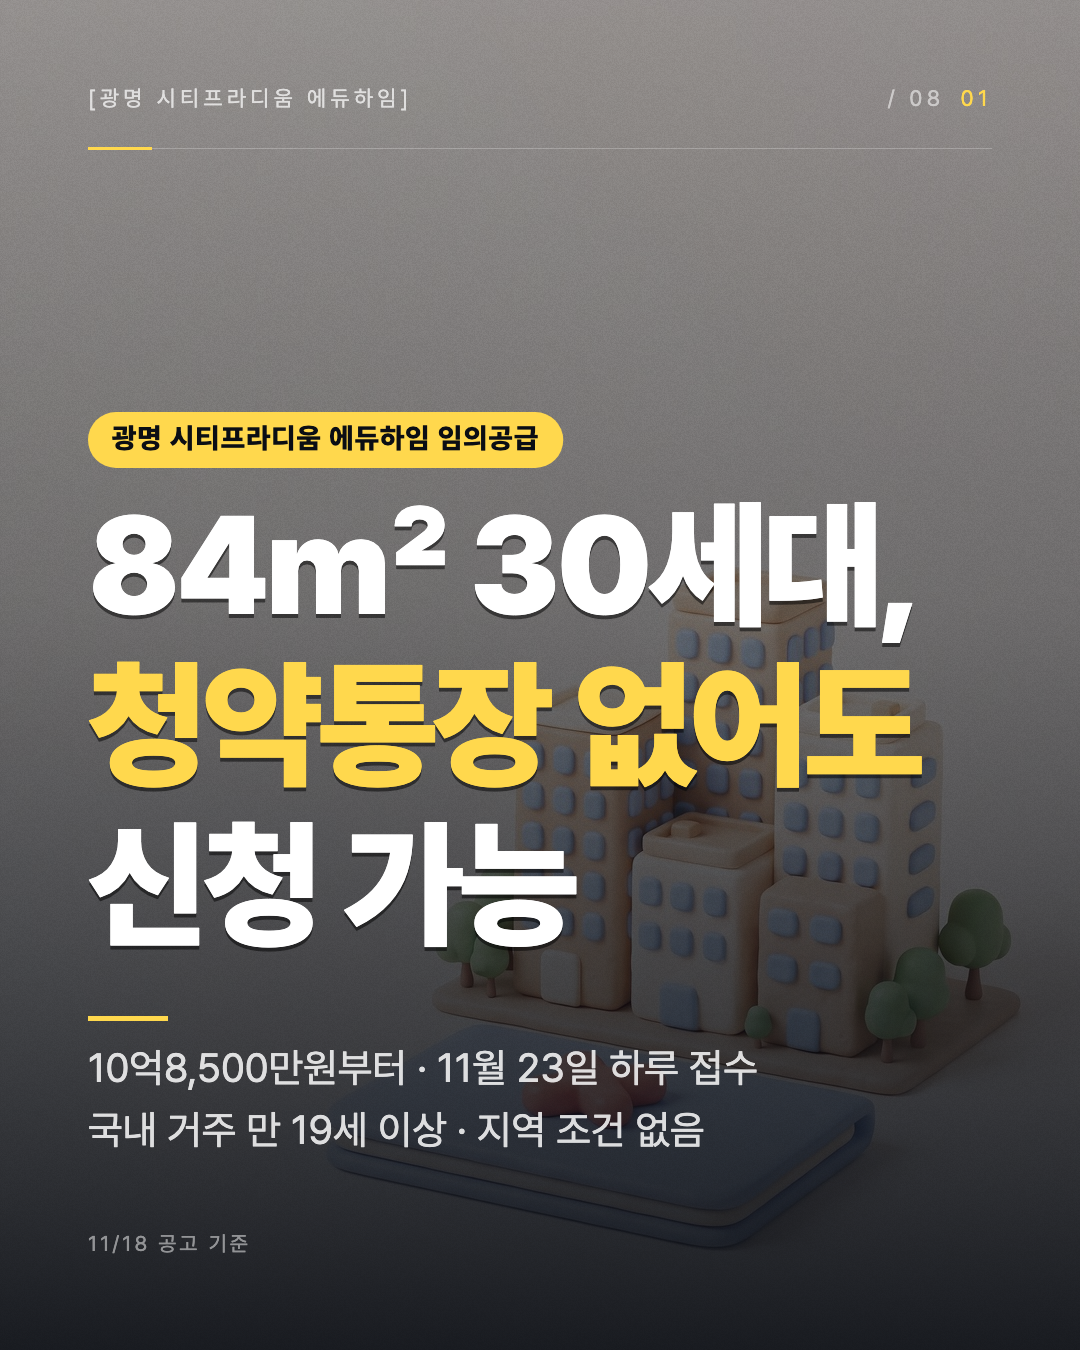 [광명 시티프라디움 에듀하임]
/ 08 01
광명 시티프라디움 에듀하임 임의공급
84m² 30세대,
청약통장 없어도
신청 가능
10억8,500만원부터 · 11월 23일 하루 접수
국내 거주 만 19세 이상 · 지역 조건 없음
11/18 공고 기준